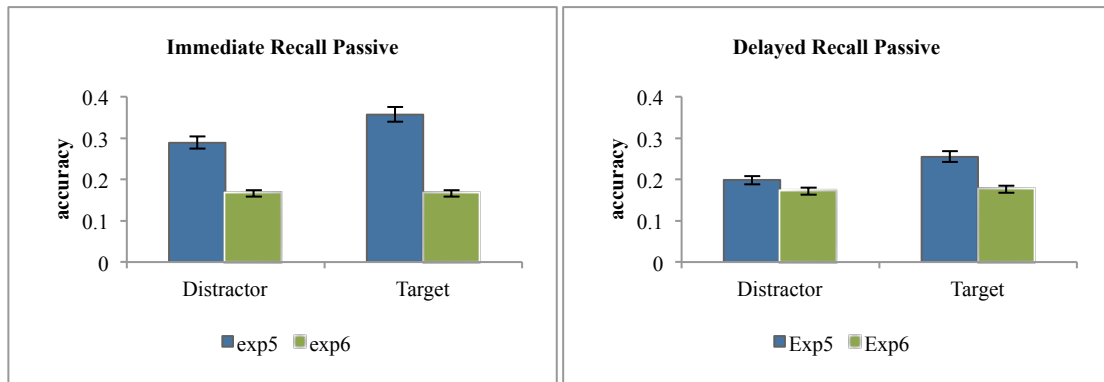 Immediate Recall Passive
accuracy
0.4
0.3
0.2
0.1
0
Distractor Target
exp5 exp6
Delayed Recall Passive
accuracy
0.4
0.3
0.2
0.1
0
Distractor Target
Exp5 Exp6